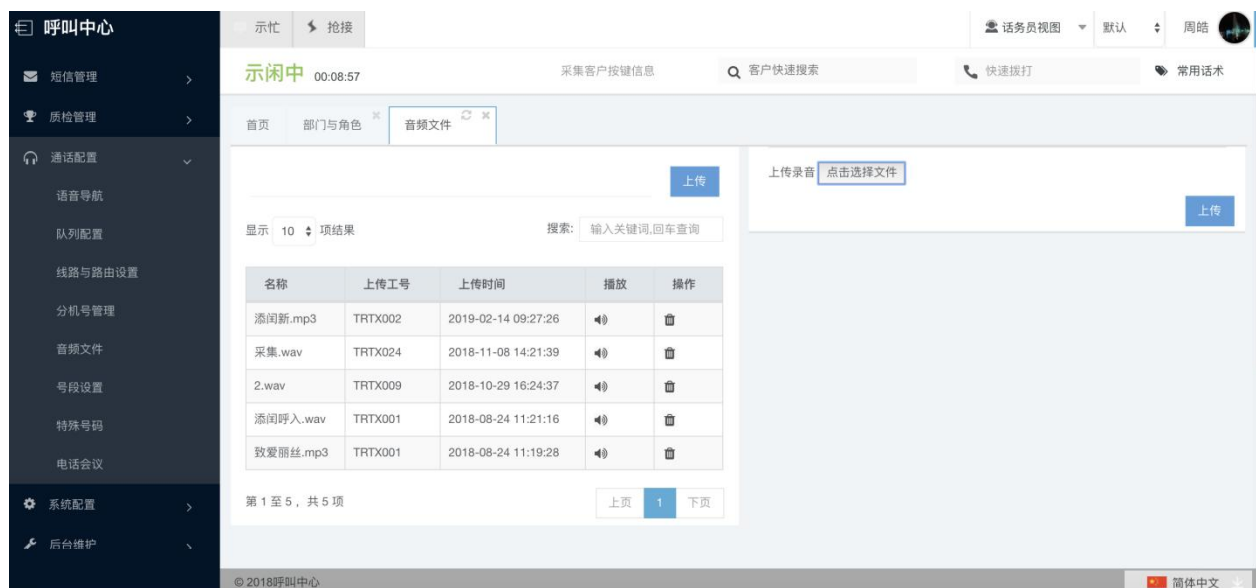 呼叫中心
示忙
抢接
话务员视图
默认
周皓
短信管理
示闲中 00:08:57
采集客户按键信息
客户快速搜索
快速拨打
常用话术
质检管理
首页
部门与角色
音频文件
通话配置
上传
上传录音 点击选择文件
语音导航
上传
队列配置
显示 10 项结果
搜索: 输入关键词,回车查询
线路与路由设置
名称 上传工号 上传时间 播放 操作
分机号管理
添闰新.mp3 TRTX002 2019-02-14 09:27:26
音频文件
采集.wav TRTX024 2018-11-08 14:21:39
号段设置
2.wav TRTX009 2018-10-29 16:24:37
特殊号码
添闰呼入.wav TRTX001 2018-08-24 11:21:16
电话会议
致爱丽丝.mp3 TRTX001 2018-08-24 11:19:28
系统配置
第 1 至 5，共 5 项
上页 1 下页
后台维护
© 2018呼叫中心
简体中文